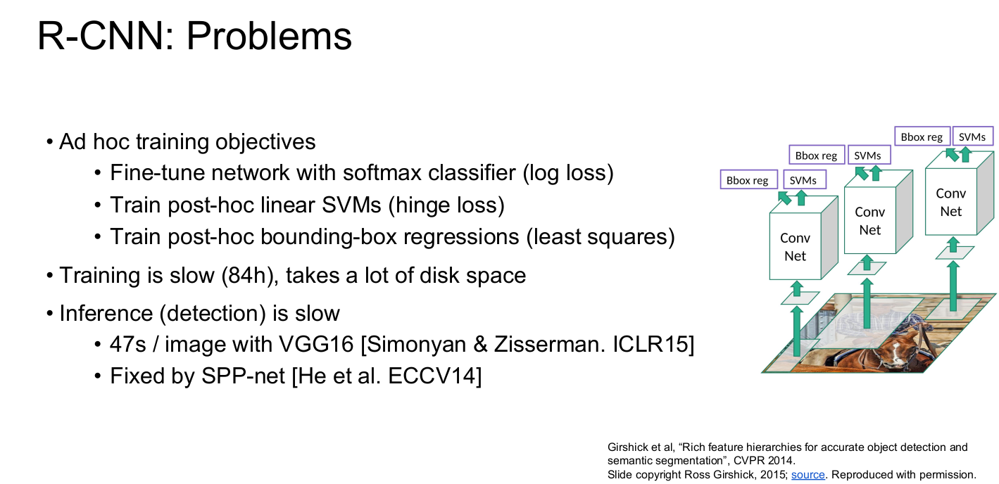 R-CNN: Problems
• Ad hoc training objectives
• Fine-tune network with softmax classifier (log loss)
• Train post-hoc linear SVMs (hinge loss)
• Train post-hoc bounding-box regressions (least squares)
• Training is slow (84h), takes a lot of disk space
• Inference (detection) is slow
• 47s / image with VGG16 [Simonyan & Zisserman. ICLR15]
• Fixed by SPP-net [He et al. ECCV14]
Bbox reg SVMs
Bbox reg SVMs
Bbox reg SVMs
Conv
Net
Conv
Net
Conv
Net
Girshick et al, “Rich feature hierarchies for accurate object detection and
semantic segmentation”, CVPR 2014.
Slide copyright Ross Girshick, 2015; source. Reproduced with permission.